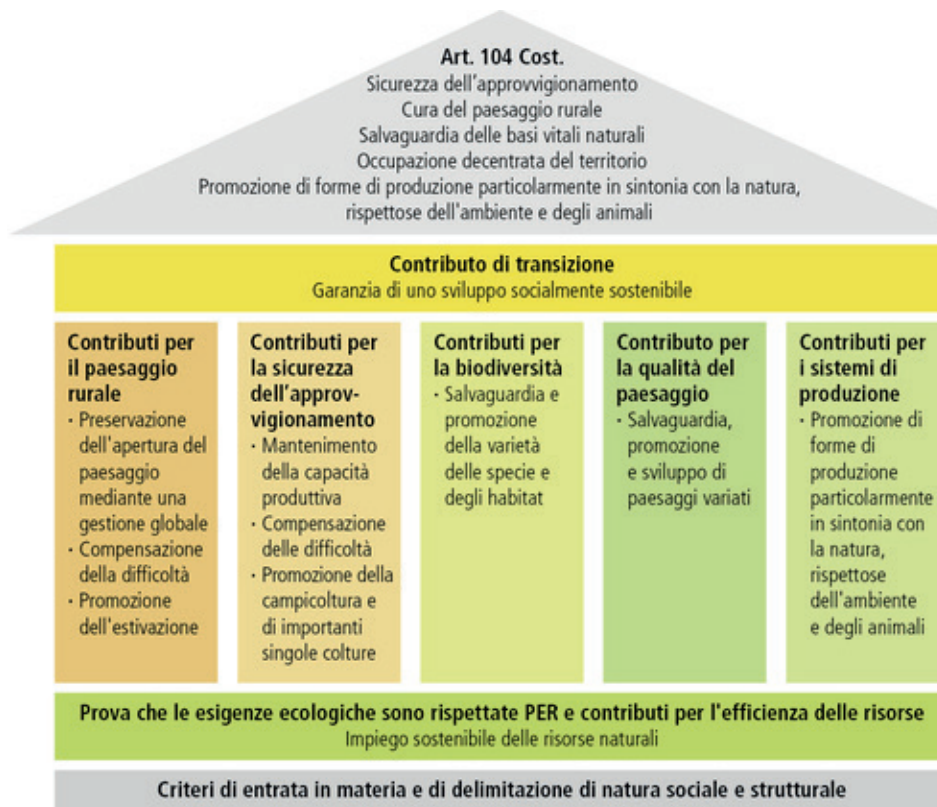 Art. 104 Cost.
Sicurezza dell'approvvigionamento
Cura del paesaggio rurale
Salvaguardia delle basi vitali naturali
Occupazione decentrata del territorio
Promozione di forme di produzione particolarmente in sintonia con la natura,
rispettose dell'ambiente e degli animali
Contributo di transizione
Garanzia di uno sviluppo socialmente sostenibile
Contributi per
il paesaggio
rurale
· Preservazione
dell'apertura del
paesaggio
mediante una
gestione globale
· Compensazione
della difficoltà
· Promozione
dell'estivazione
Contributi per
la sicurezza
dell'approv-
vigionamento
· Mantenimento
della capacità
produttiva
· Compensazione
delle difficoltà
· Promozione della
campicoltura e
di importanti
singole colture
Contributi per
la biodiversità
· Salvaguardia e
promozione
della varietà
delle specie e
degli habitat
Contributo per
la qualità del
paesaggio
· Salvaguardia,
promozione
e sviluppo di
paesaggi variati
Contributi per
i sistemi di
produzione
· Promozione di
forme di
produzione
particolarmente
in sintonia con
la natura,
rispettose
dell'ambiente
e degli animali
Prova che le esigenze ecologiche sono rispettate PER e contributi per l'efficienza delle risorse
Impiego sostenibile delle risorse naturali
Criteri di entrata in materia e di delimitazione di natura sociale e strutturale